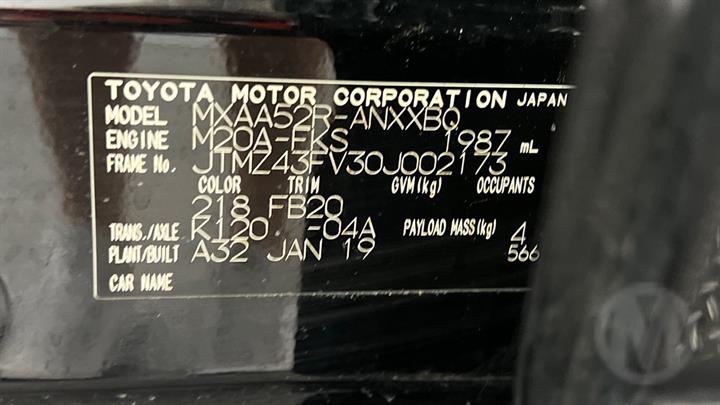 TOYOTA MOTOR CORPORATION JAPAN
MODEL MXAA52R-ANXXBQ
ENGINE M20A-FKS 1987 mL
FRAME No. JTMZ43FV30J002173
COLOR TRIM GVM(kg) OCCUPANTS
218 FB20
TRANS./AXLE K120 -04A PAYLOAD MASS(kg) 4
PLANT/BUILT A32 JAN 19 566
CAR NAME
M